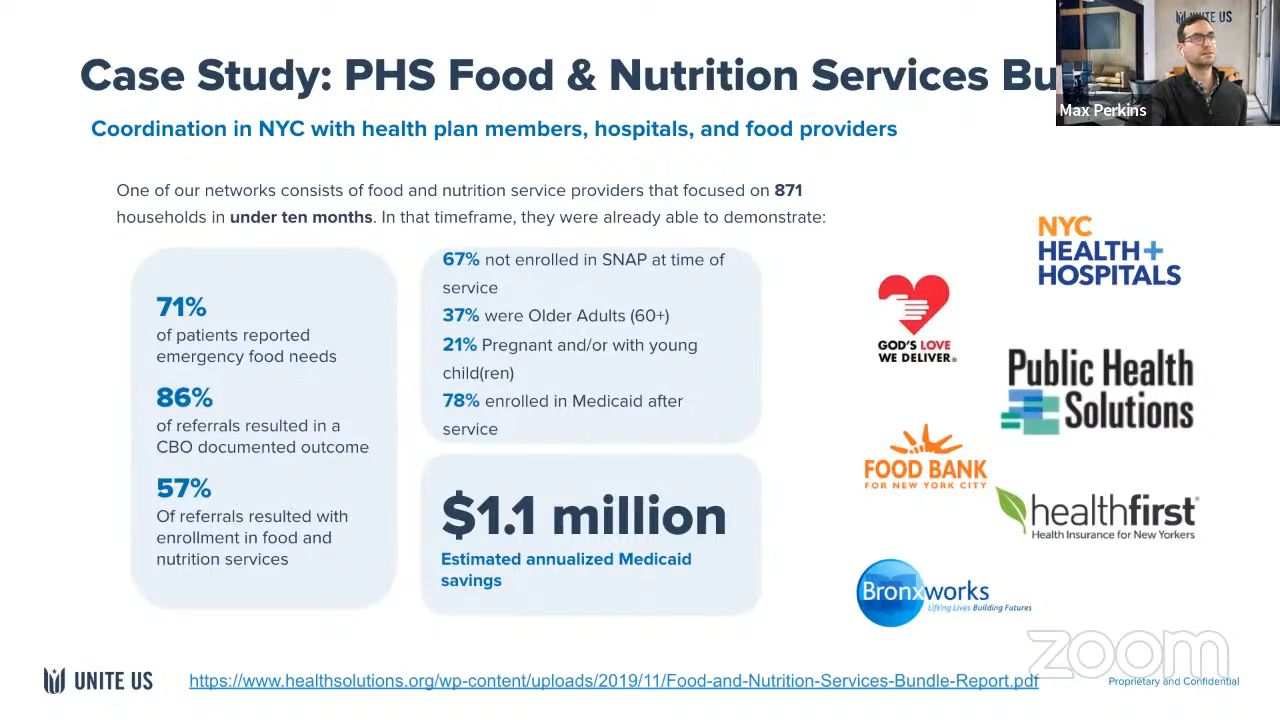 UNITE US
Max Perkins
Case Study: PHS Food & Nutrition Services Bu
Coordination in NYC with health plan members, hospitals, and food providers
One of our networks consists of food and nutrition service providers that focused on 871
households in under ten months. In that timeframe, they were already able to demonstrate:
71%
of patients reported
emergency food needs
86%
of referrals resulted in a
CBO documented outcome
57%
Of referrals resulted with
enrollment in food and
nutrition services
67% not enrolled in SNAP at time of
service
37% were Older Adults (60+)
21% Pregnant and/or with young
child(ren)
78% enrolled in Medicaid after
service
$1.1 million
Estimated annualized Medicaid
savings
NYC
HEALTH+
HOSPITALS
GOD'S LOVE
WE DELIVER®
Public Health
Solutions
FOOD BANK
FOR NEW YORK CITY
healthfirst®
Health Insurance for New Yorkers
Bronxworks
Lifting Lives Building Futures
zoom
UNITE US
https://www.healthsolutions.org/wp-content/uploads/2019/11/Food-and-Nutrition-Services-Bundle-Report.pdf
Proprietary and Confidential